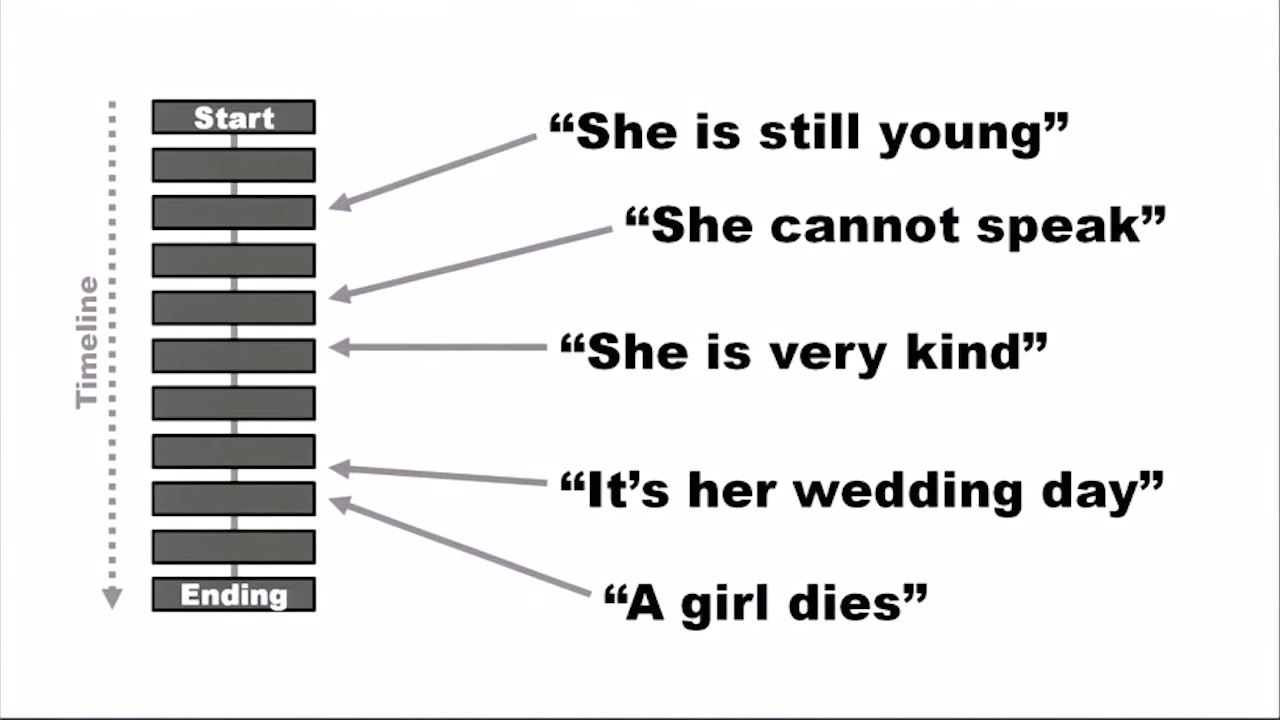 Start
“She is still young”
“She cannot speak”
Timeline
“She is very kind”
“It’s her wedding day”
Ending
“A girl dies”